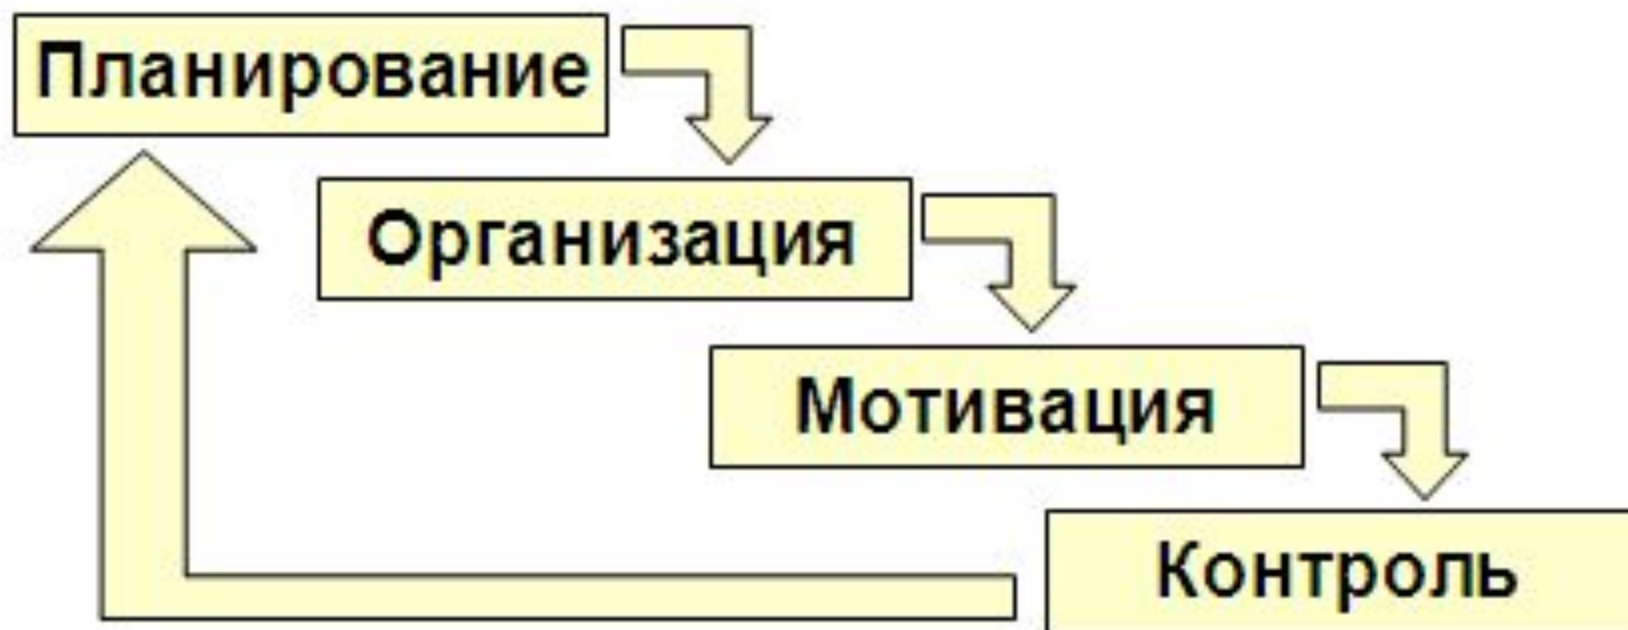 Планирование
Организация
Мотивация
Контроль